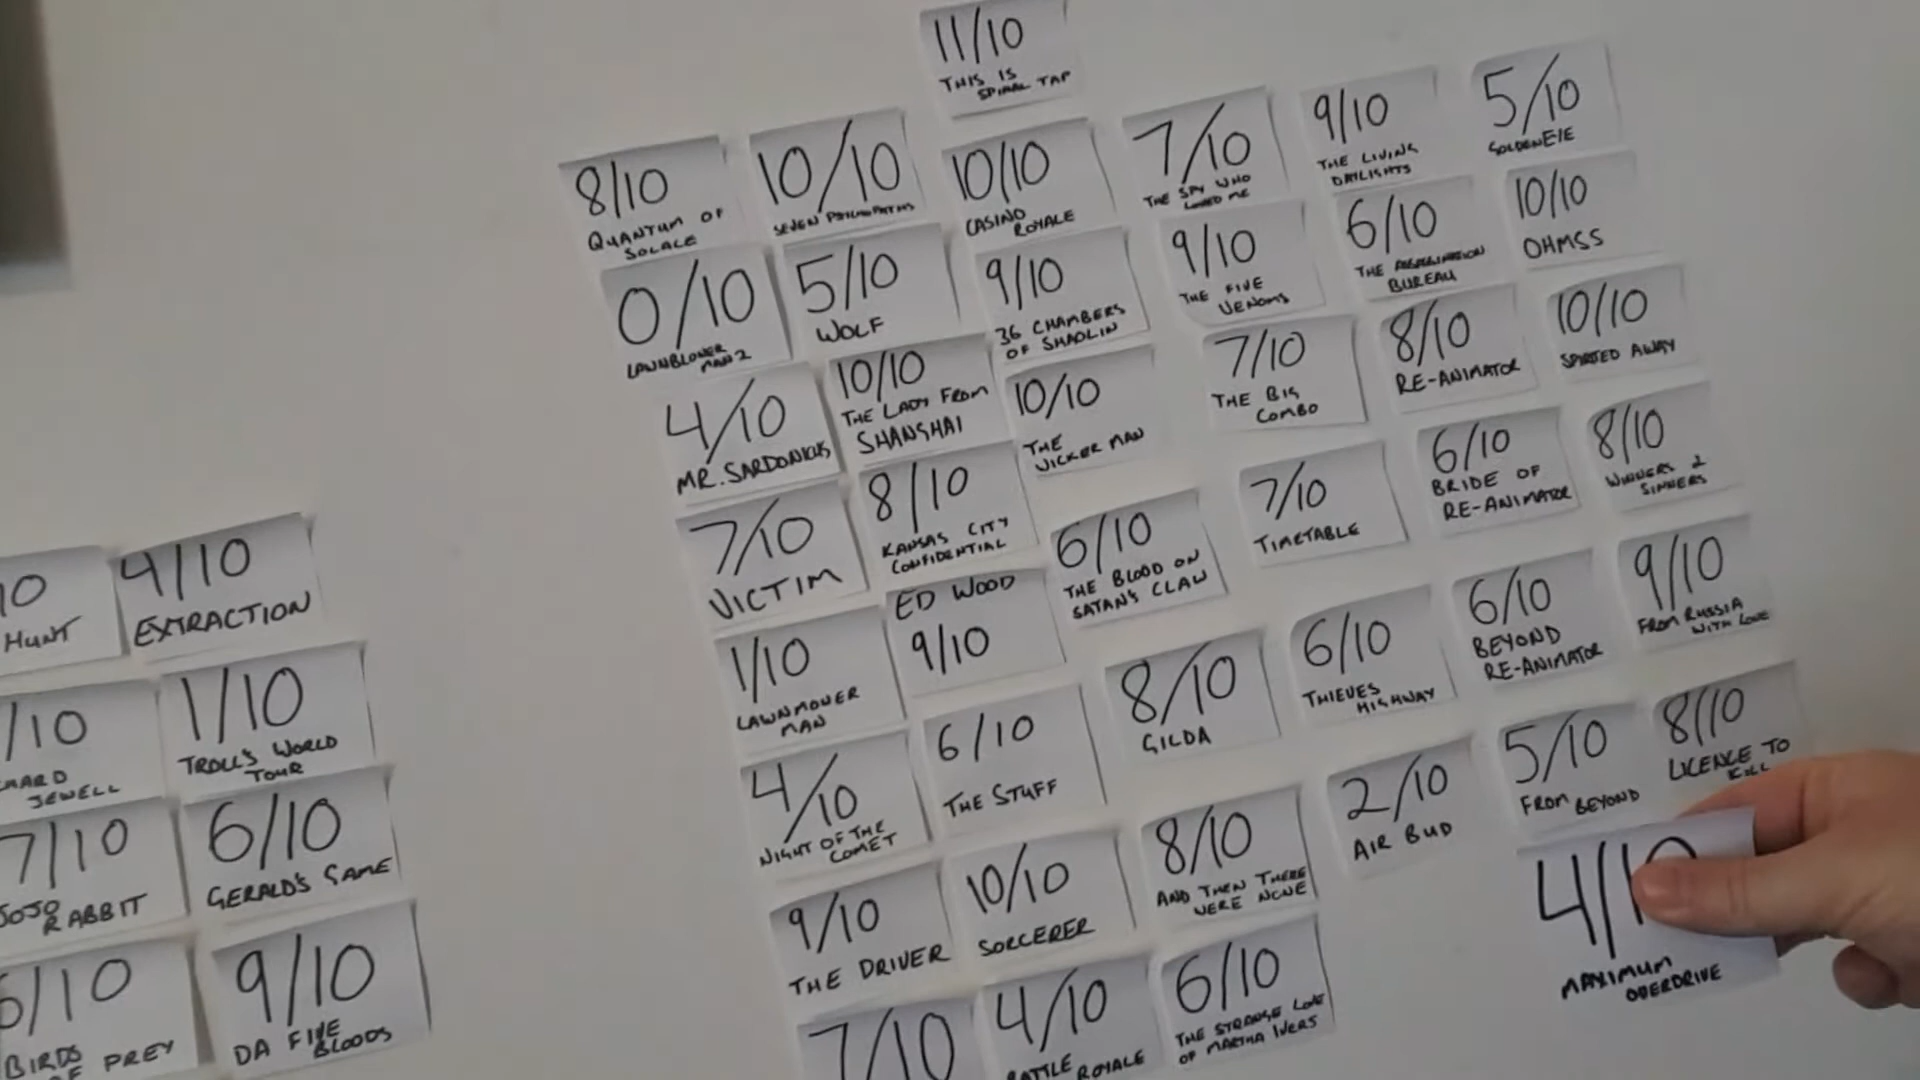 11/10
THIS IS
SPINAL TAP
8/10
QUANTUM OF
SOLACE
10/10
SEVEN PSYCHOPATHS
10/10
CASINO
ROYALE
7/10
THE SPY WHO
LOVED ME
9/10
THE LIVING
DAYLIGHTS
5/10
GOLDENEYE
0/10
LAWNBLOWER
MAN 2
5/10
WOLF
9/10
36 CHAMBERS
OF SHAOLIN
9/10
THE FIVE
VENOMS
6/10
THE ASSASSINATION
BUREAU
10/10
OHMSS
4/10
MR. SARDONICUS
10/10
THE LADY FROM
SHANGHAI
10/10
THE
WICKER MAN
7/10
THE BIG
COMBO
8/10
RE-ANIMATOR
10/10
SPIRTED AWAY
7/10
VICTIM
8/10
KANSAS CITY
CONFIDENTIAL
6/10
THE BLOOD ON
SATAN'S CLAW
7/10
TIMETABLE
6/10
BRIDE OF
RE-ANIMATOR
8/10
WINNERS &
SINNERS
1/10
LAWNMOWER
MAN
ED WOOD
9/10
8/10
GILDA
6/10
THIEVES
HIGHWAY
6/10
BEYOND
RE-ANIMATOR
9/10
FROM RUSSIA
WITH LOVE
4/10
NIGHT OF THE
COMET
6/10
THE STUFF
8/10
AND THEN THERE
WERE NONE
2/10
AIR BUD
5/10
FROM BEYOND
8/10
LICENCE TO
KILL
9/10
THE DRIVER
10/10
SORCERER
6/10
THE STRANGE LOVE
OF MARTHA IVERS
4/10
MAXIMUM
OVERDRIVE
7/10
4/10
BATTLE
ROYALE
/10
HUNT
4/10
EXTRACTION
/10
JEWELL
1/10
TROLL'S WORLD
TOUR
7/10
JOJO
RABBIT
6/10
GERALD'S GAME
/10
BIRDS
OF PREY
9/10
DA FIVE
BLOODS